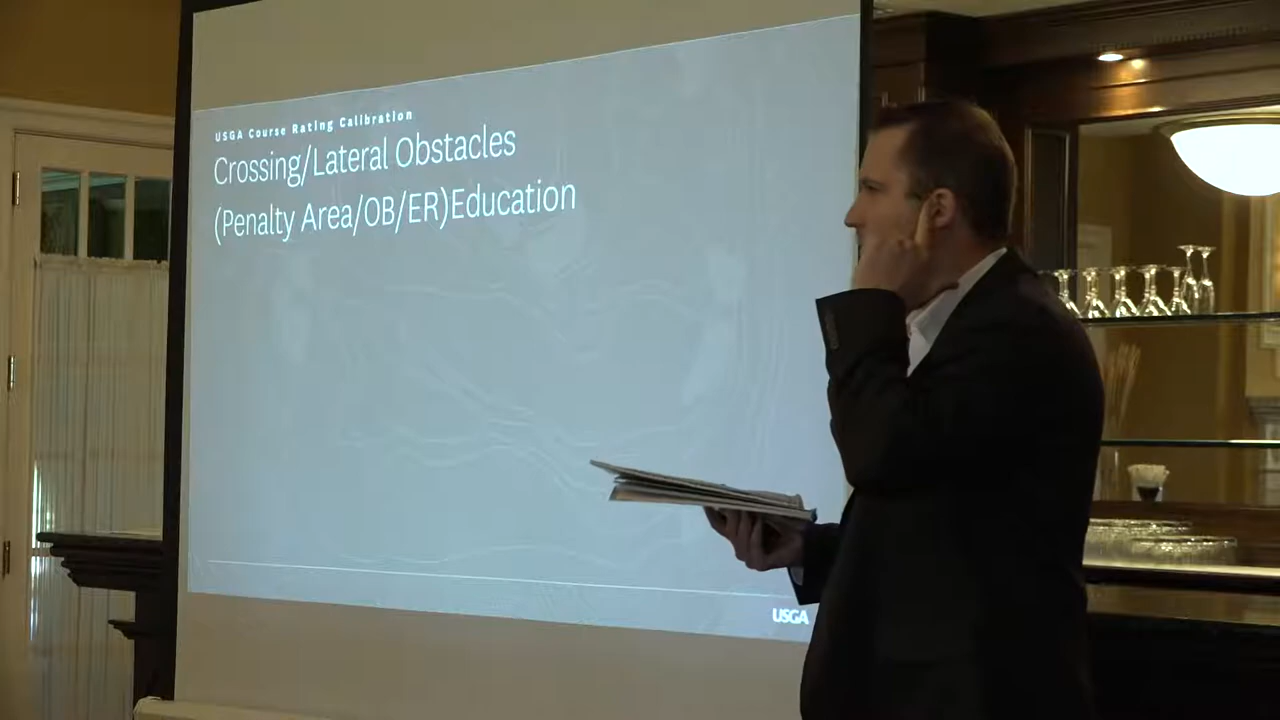 USGA Course Rating Calibration
Crossing/Lateral Obstacles
(Penalty Area/OB/ER)Education
USGA